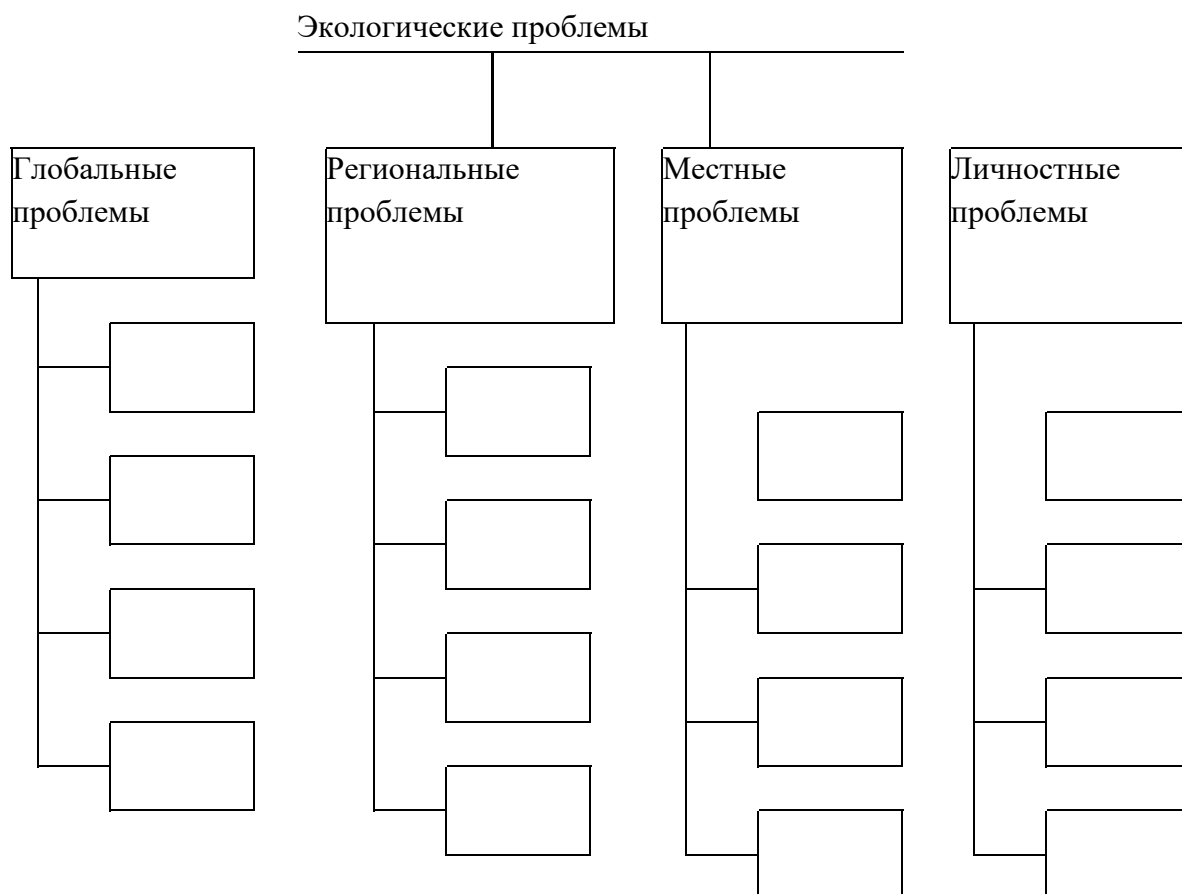 Экологические проблемы
Глобальные
проблемы
Региональные
проблемы
Местные
проблемы
Личностные
проблемы